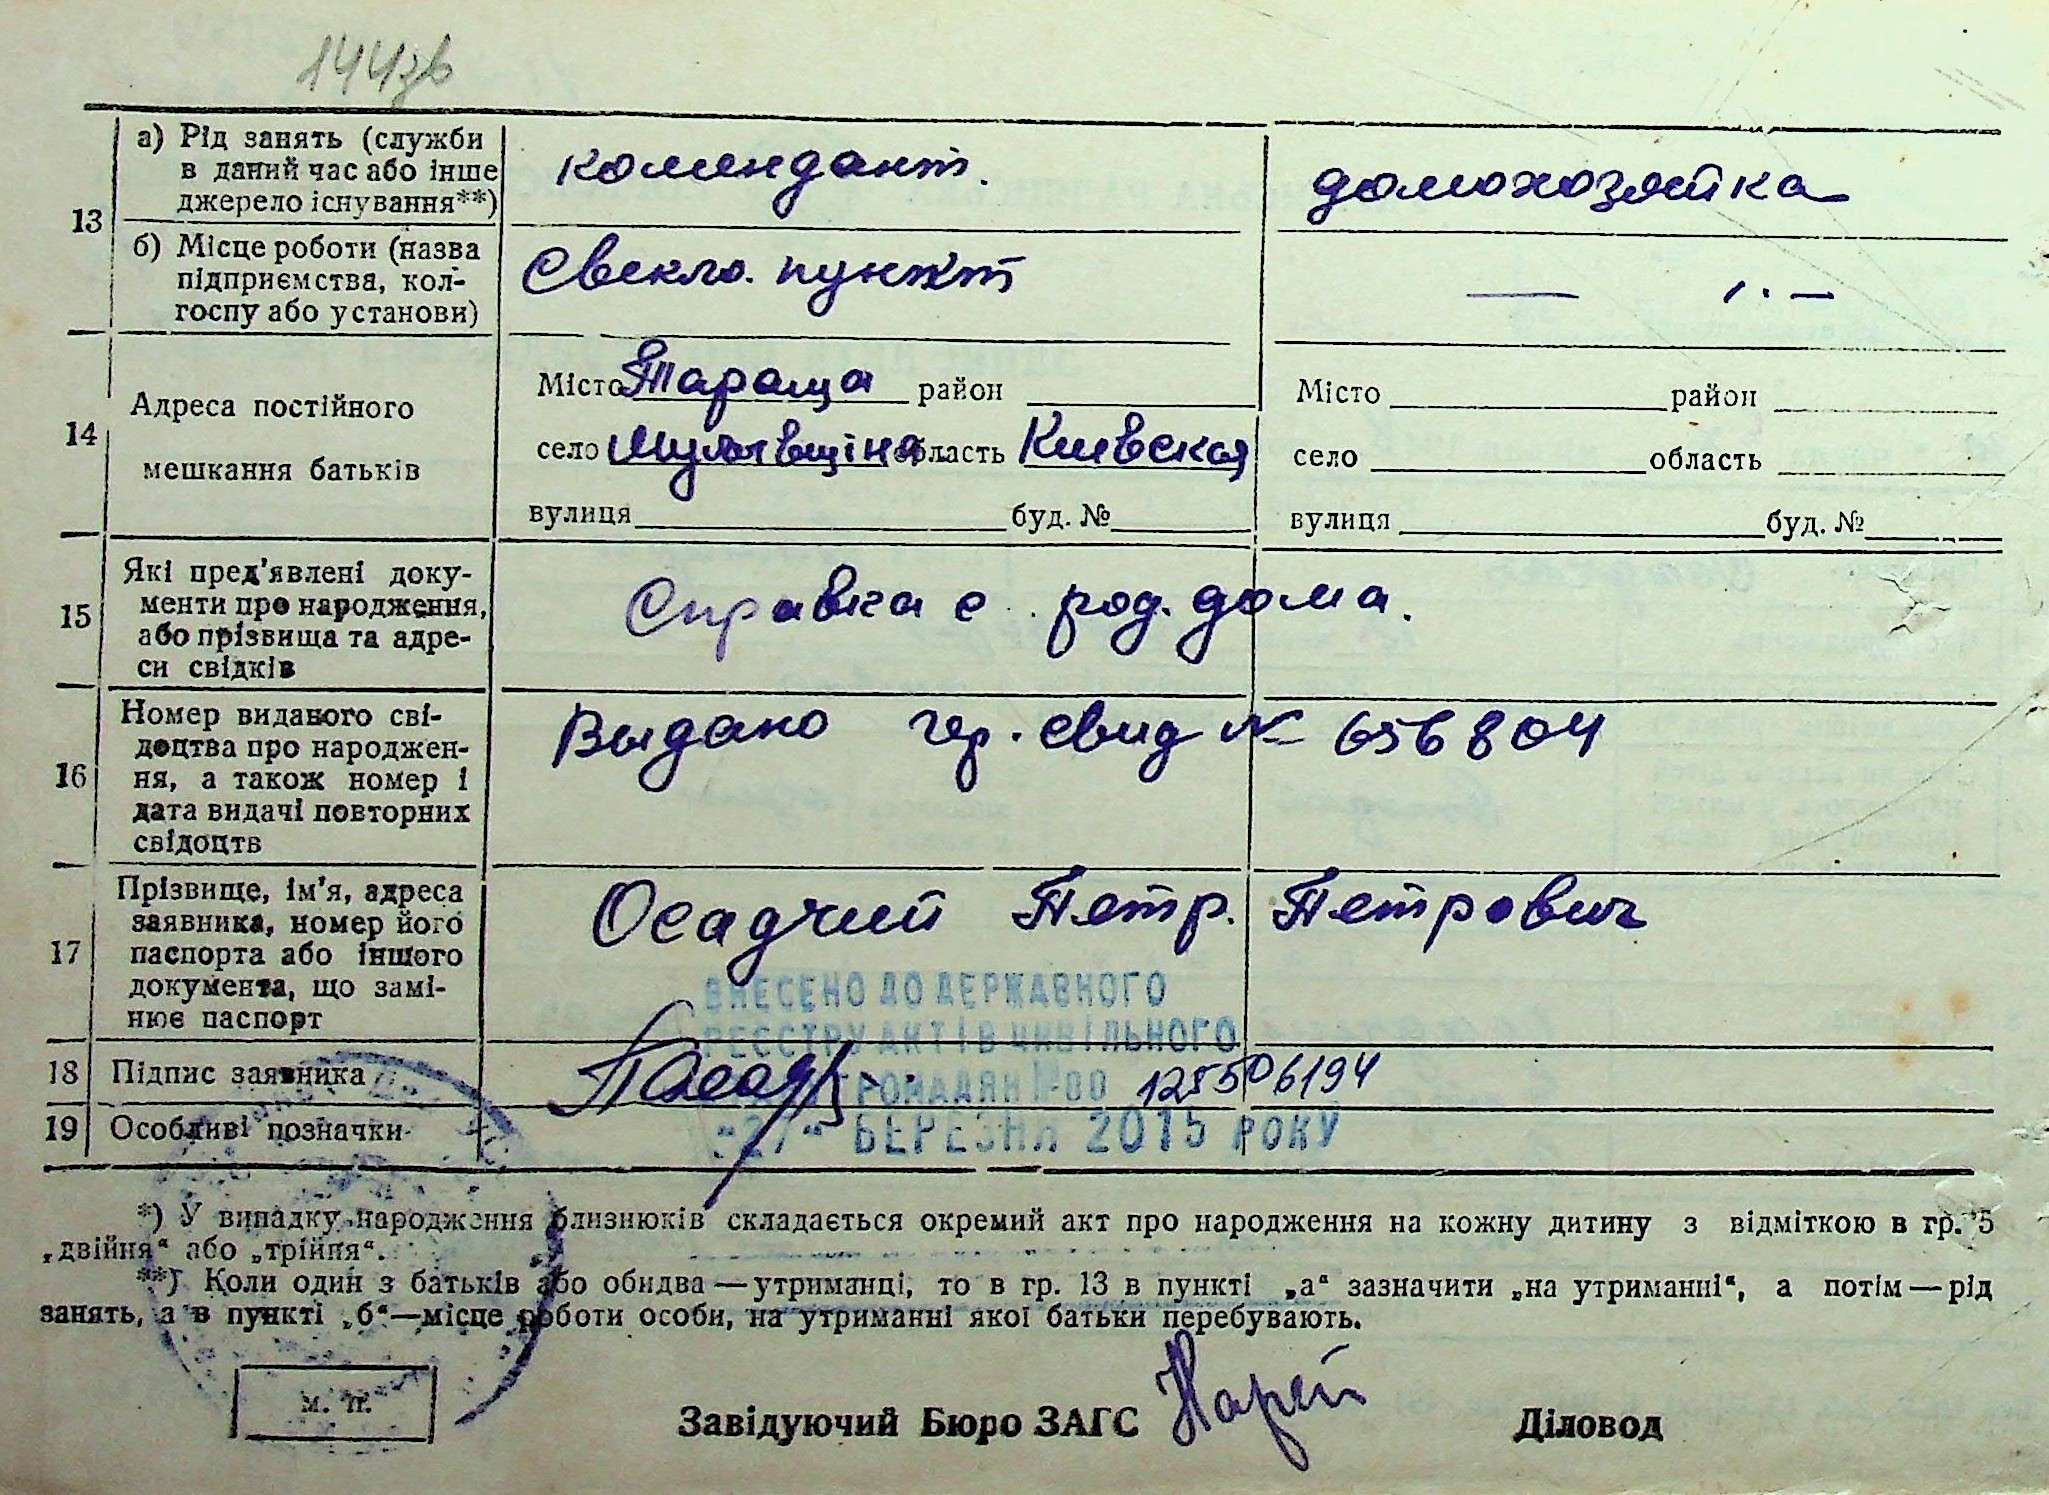 144зв
13
а) Рід занять (служби
в даний час або інше
джерело існування**)
комендант.
домохозяйка
б) Місце роботи (назва
підприємства, кол-
госпу або установи)
Свекло. пункт
— ,, —
14
Адреса постійного
мешкання батьків
Місто Тараща район
село область Киевская
вулиця буд. №
Місто район
село область
вулиця буд. №
15
Які пред'явлені доку-
менти про народження,
або прізвища та адре-
си свідків
Справка с род. дома.
16
Номер виданого сві-
доцтва про народжен-
ня, а також номер і
дата видачі повторних
свідоцтв
Выдано гер. свид № 656804
17
Прізвище, ім'я, адреса
заявника, номер його
паспорта або іншого
документа, що замі-
нює паспорт
Осадчий Петр. Петрович
ВНЕСЕНО ДО ДЕРЖАВНОГО
РЕЄСТРУ АКТІВ ЦИВІЛЬНОГО
18 Підпис заявника
ГРОМАДЯН №00 125506194
19 Особливі позначки
"27" БЕРЕЗНЯ 2015 РОКУ
*) У випадку народження близнюків складається окремий акт про народження на кожну дитину з відміткою в гр. 5
„двійня“ або „трійня“.
**) Коли один з батьків або обидва — утриманці, то в гр. 13 в пункті „а“ зазначити „на утриманні“, а потім — рід
занять, а в пункті „б“—місце роботи особи, на утриманні якої батьки перебувають.
м. п.
Завідуючий Бюро ЗАГС
Діловод